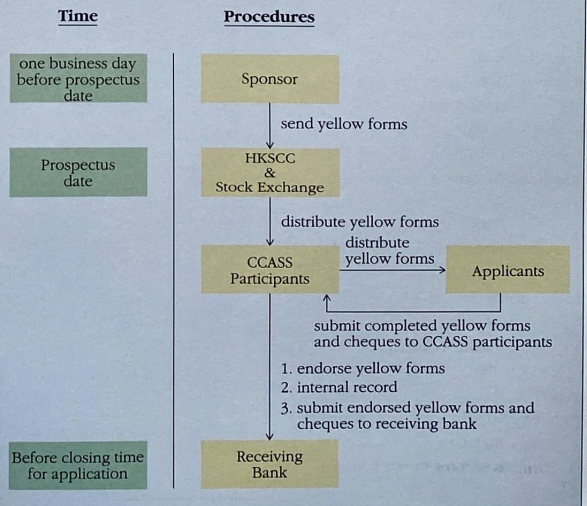 Time
Procedures
one business day
before prospectus
date
Sponsor
send yellow forms
Prospectus
date
HKSCC
&
Stock Exchange
distribute yellow forms
distribute
yellow forms
CCASS
Participants
Applicants
submit completed yellow forms
and cheques to CCASS participants
1. endorse yellow forms
2. internal record
3. submit endorsed yellow forms and
cheques to receiving bank
Before closing time
for application
Receiving
Bank